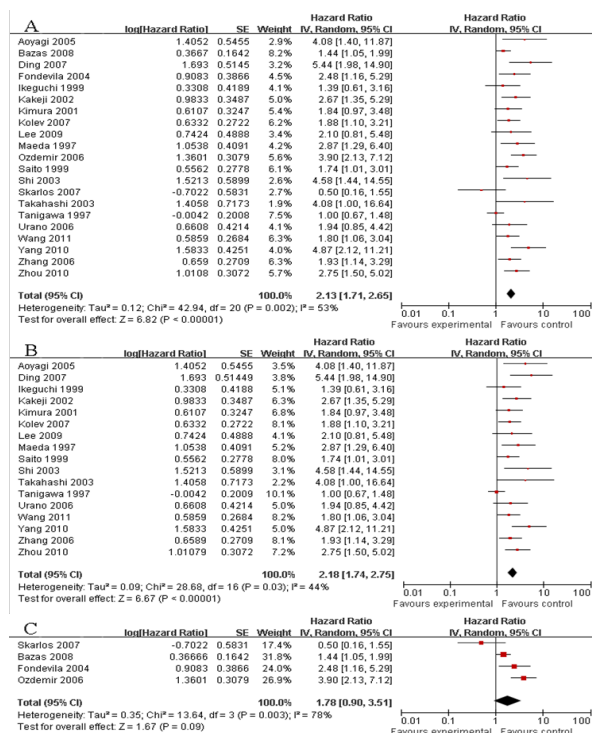 A
Hazard Ratio Hazard Ratio
log[Hazard Ratio] SE Weight IV, Random, 95% CI IV, Random, 95% CI
Aoyagi 2005 1.4052 0.5455 2.9% 4.08 [1.40, 11.87]
Bazas 2008 0.3667 0.1642 8.3% 1.44 [1.05, 1.99]
Ding 2007 1.693 0.5145 3.1% 5.44 [1.98, 14.90]
Fondevila 2004 0.9083 0.3866 4.5% 2.48 [1.16, 5.29]
Ikeguchi 1999 0.3308 0.4189 4.1% 1.39 [0.61, 3.16]
Kakeji 2002 0.9833 0.3487 5.0% 2.67 [1.35, 5.29]
Kimura 2001 0.6107 0.3247 5.4% 1.84 [0.97, 3.48]
Kolev 2007 0.6332 0.2722 6.3% 1.88 [1.10, 3.21]
Lee 2009 0.7424 0.4888 3.3% 2.10 [0.81, 5.48]
Maeda 1997 1.0538 0.4091 4.2% 2.87 [1.29, 6.40]
Ozdemir 2006 1.3601 0.3079 5.7% 3.90 [2.13, 7.12]
Saito 1999 0.5562 0.2778 6.2% 1.74 [1.01, 3.01]
Shi 2003 1.5213 0.5899 2.6% 4.58 [1.44, 14.55]
Skarlos 2007 -0.7022 0.5831 2.7% 0.50 [0.16, 1.55]
Takahashi 2003 1.4058 0.7173 1.9% 4.08 [1.00, 16.64]
Tanigawa 1997 -0.0042 0.2008 7.5% 1.00 [0.67, 1.48]
Urano 2006 0.6608 0.4214 4.1% 1.94 [0.85, 4.42]
Wang 2011 0.5859 0.2684 6.4% 1.80 [1.06, 3.04]
Yang 2010 1.5833 0.4251 4.0% 4.87 [2.12, 11.21]
Zhang 2006 0.659 0.2709 6.3% 1.93 [1.14, 3.29]
Zhou 2010 1.0108 0.3072 5.7% 2.75 [1.50, 5.02]
Total (95% CI) 100.0% 2.13 [1.71, 2.65]
Heterogeneity: Tau² = 0.12; Chi² = 42.94, df = 20 (P = 0.002); I² = 53%
Test for overall effect: Z = 6.82 (P < 0.00001)
0.01 0.1 1 10 100
Favours experimental Favours control
B
Hazard Ratio Hazard Ratio
log[Hazard Ratio] SE Weight IV, Random, 95% CI IV, Random, 95% CI
Aoyagi 2005 1.4052 0.5455 3.5% 4.08 [1.40, 11.87]
Ding 2007 1.693 0.51449 3.8% 5.44 [1.98, 14.90]
Ikeguchi 1999 0.3308 0.4188 5.1% 1.39 [0.61, 3.16]
Kakeji 2002 0.9833 0.3487 6.5% 2.67 [1.35, 5.29]
Kimura 2001 0.6107 0.3247 7.1% 1.84 [0.97, 3.48]
Kolev 2007 0.6332 0.2722 8.4% 1.88 [1.10, 3.21]
Lee 2009 0.7424 0.4888 4.1% 2.10 [0.81, 5.48]
Maeda 1997 1.0538 0.4091 5.3% 2.87 [1.29, 6.40]
Saito 1999 0.5562 0.2778 8.3% 1.74 [1.01, 3.01]
Shi 2003 1.5213 0.5899 3.1% 4.58 [1.44, 14.55]
Takahashi 2003 1.4058 0.7173 2.2% 4.08 [1.00, 16.64]
Tanigawa 1997 -0.0042 0.2009 10.1% 1.00 [0.67, 1.48]
Urano 2006 0.6608 0.4214 5.1% 1.94 [0.85, 4.42]
Wang 2011 0.5859 0.2684 8.5% 1.80 [1.06, 3.04]
Yang 2010 1.5833 0.4251 5.0% 4.87 [2.12, 11.21]
Zhang 2006 0.6589 0.2709 8.4% 1.93 [1.14, 3.29]
Zhou 2010 1.01079 0.3072 7.5% 2.75 [1.50, 5.02]
Total (95% CI) 100.0% 2.18 [1.74, 2.75]
Heterogeneity: Tau² = 0.09; Chi² = 28.68, df = 16 (P = 0.03); I² = 44%
Test for overall effect: Z = 6.67 (P < 0.00001)
0.01 0.1 1 10 100
Favours experimental Favours control
C
Hazard Ratio Hazard Ratio
log[Hazard Ratio] SE Weight IV, Random, 95% CI IV, Random, 95% CI
Skarlos 2007 -0.7022 0.5831 17.4% 0.50 [0.16, 1.55]
Bazas 2008 0.36666 0.1642 31.8% 1.44 [1.05, 1.99]
Fondevila 2004 0.9083 0.3866 24.0% 2.48 [1.16, 5.29]
Ozdemir 2006 1.3601 0.3079 26.9% 3.90 [2.13, 7.12]
Total (95% CI) 100.0% 1.78 [0.90, 3.51]
Heterogeneity: Tau² = 0.35; Chi² = 13.64, df = 3 (P = 0.003); I² = 78%
Test for overall effect: Z = 1.67 (P = 0.09)
0.01 0.1 1 10 100
Favours experimental Favours control